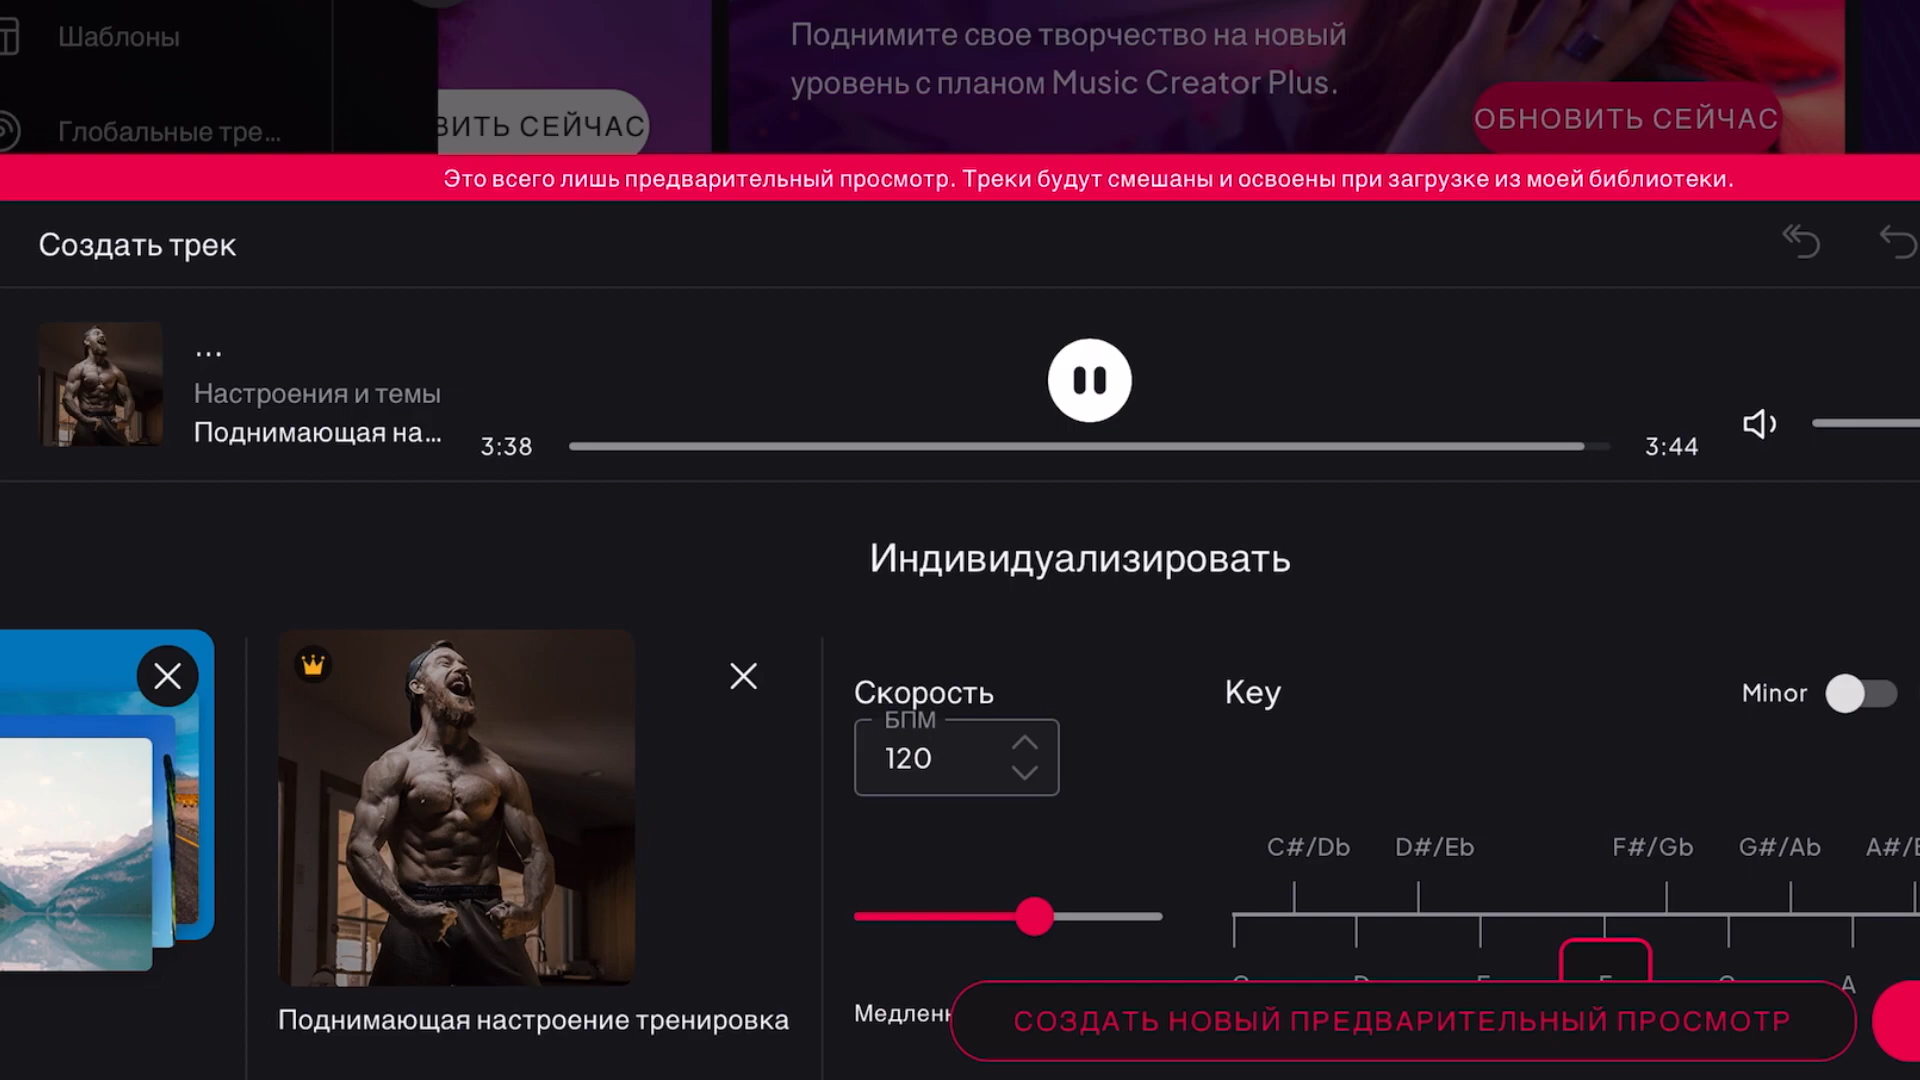 Шаблоны
Глобальные тре...
ВИТЬ СЕЙЧАС
Поднимите свое творчество на новый
уровень с планом Music Creator Plus.
ОБНОВИТЬ СЕЙЧАС
Это всего лишь предварительный просмотр. Треки будут смешаны и освоены при загрузке из моей библиотеки.
Создать трек
...
Настроения и темы
Поднимающая на...
3:38
3:44
Индивидуализировать
Скорость
БПМ
120
Key
Minor
C#/Db D#/Eb F#/Gb G#/Ab A#/
A
Медлен
СОЗДАТЬ НОВЫЙ ПРЕДВАРИТЕЛЬНЫЙ ПРОСМОТР
Поднимающая настроение тренировка